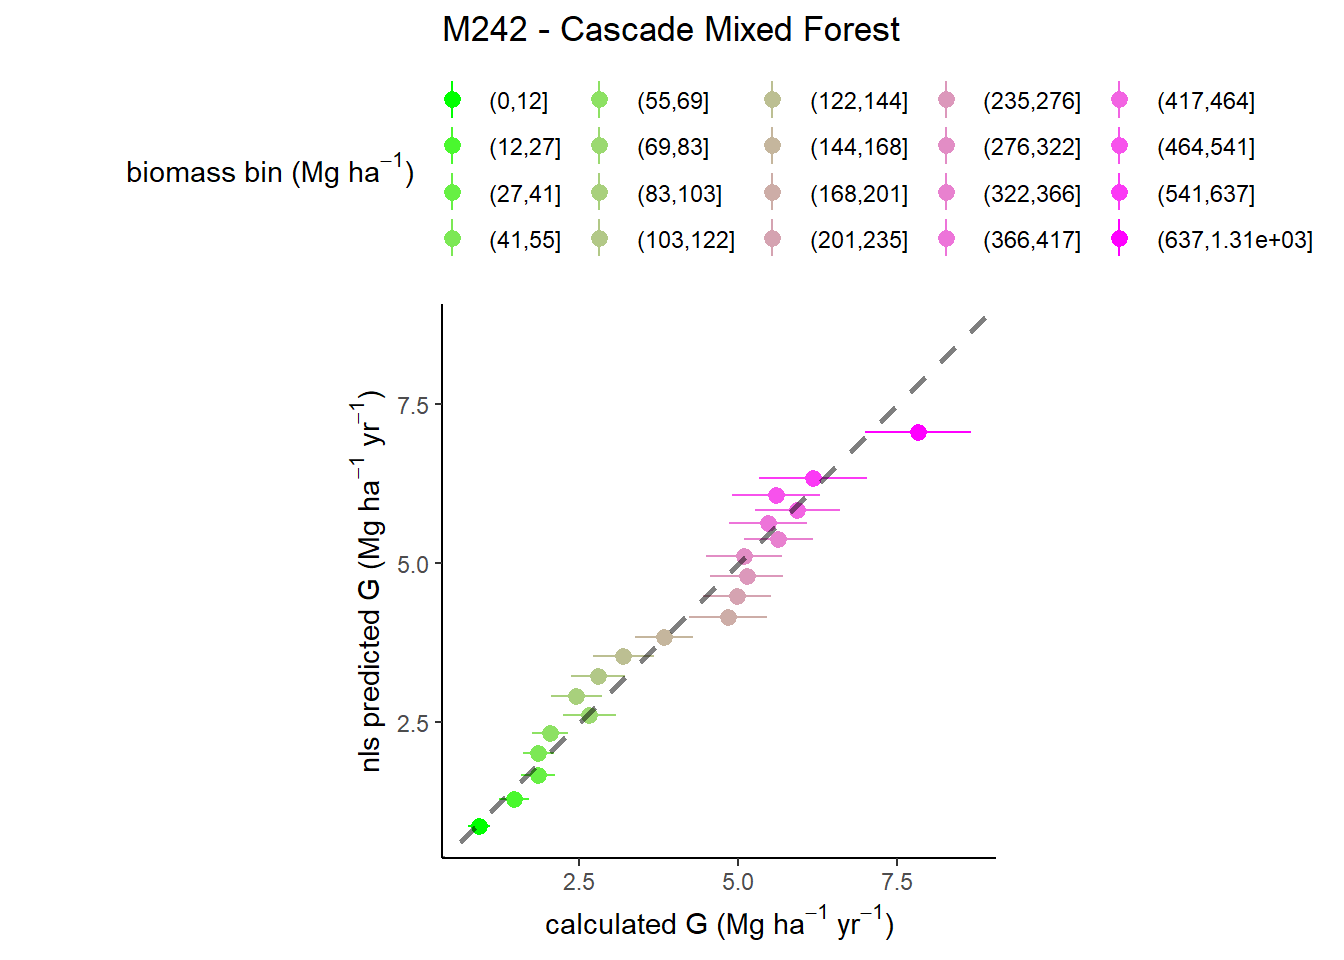 M242 - Cascade Mixed Forest
biomass bin (Mg ha⁻¹)
(0,12] (55,69] (122,144] (235,276] (417,464]
(12,27] (69,83] (144,168] (276,322] (464,541]
(27,41] (83,103] (168,201] (322,366] (541,637]
(41,55] (103,122] (201,235] (366,417] (637,1.31e+03]
nls predicted G (Mg ha⁻¹ yr⁻¹)
7.5
5.0
2.5
2.5 5.0 7.5
calculated G (Mg ha⁻¹ yr⁻¹)